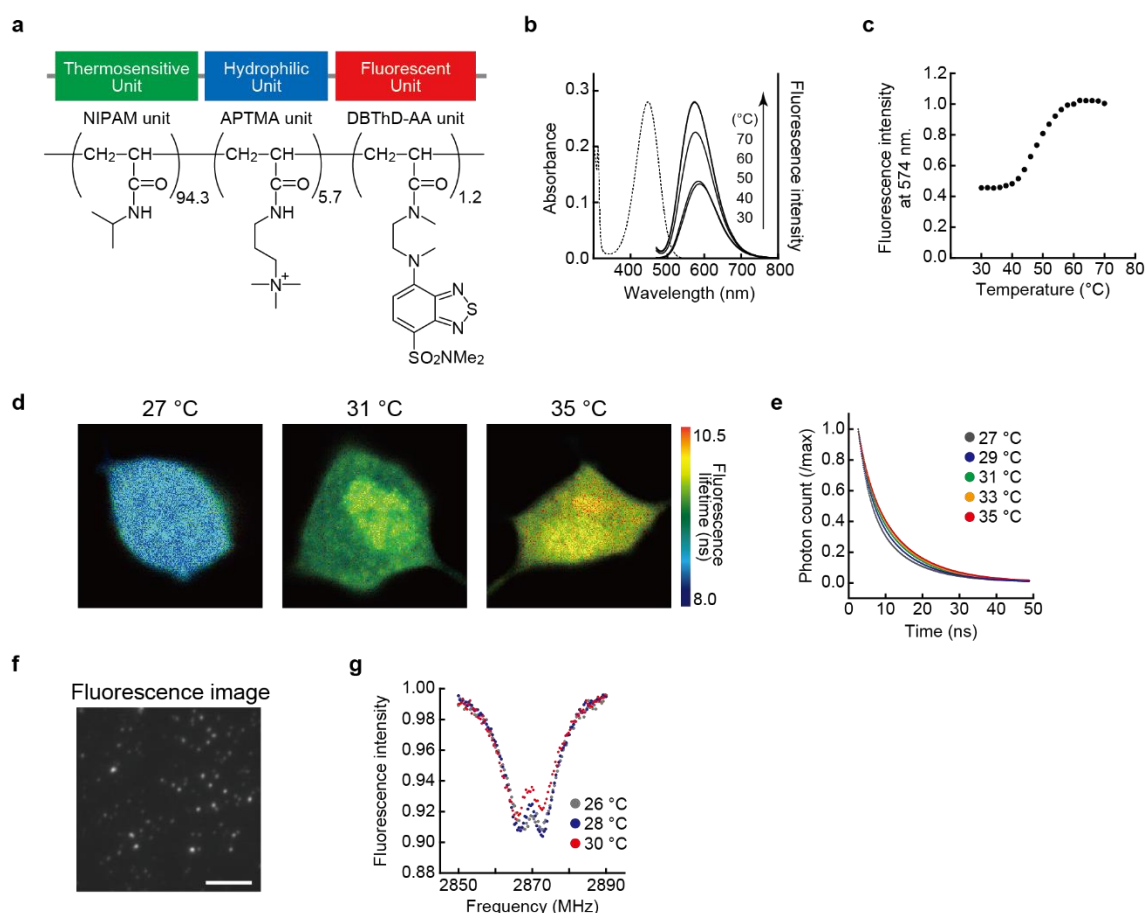 a
Thermosensitive
Unit
Hydrophilic
Unit
Fluorescent
Unit
NIPAM unit
APTMA unit
DBThD-AA unit
CH2 CH
C=O
NH
94.3
CH2 CH
C=O
NH
N+
5.7
CH2 CH
C=O
N
N
N
S
N
SO2NMe2
1.2
b
Absorbance
0.3
0.2
0.1
0.0
400 500 600 700 800
Wavelength (nm)
(°C)
70
60
50
40
30
Fluorescence intensity
c
Fluorescence intensity
at 574 nm.
1.2
1.0
0.8
0.6
0.4
0.2
0.0
20 30 40 50 60 70 80
Temperature (°C)
d
27 °C
31 °C
35 °C
10.5
Fluorescence
lifetime (ns)
8.0
e
Photon count (/max)
1.0
0.8
0.6
0.4
0.2
0.0
0 10 20 30 40 50
Time (ns)
27 °C
29 °C
31 °C
33 °C
35 °C
f
Fluorescence image
g
Fluorescence intensity
1.00
0.98
0.96
0.94
0.92
0.90
0.88
2850 2870 2890
Frequency (MHz)
26 °C
28 °C
30 °C